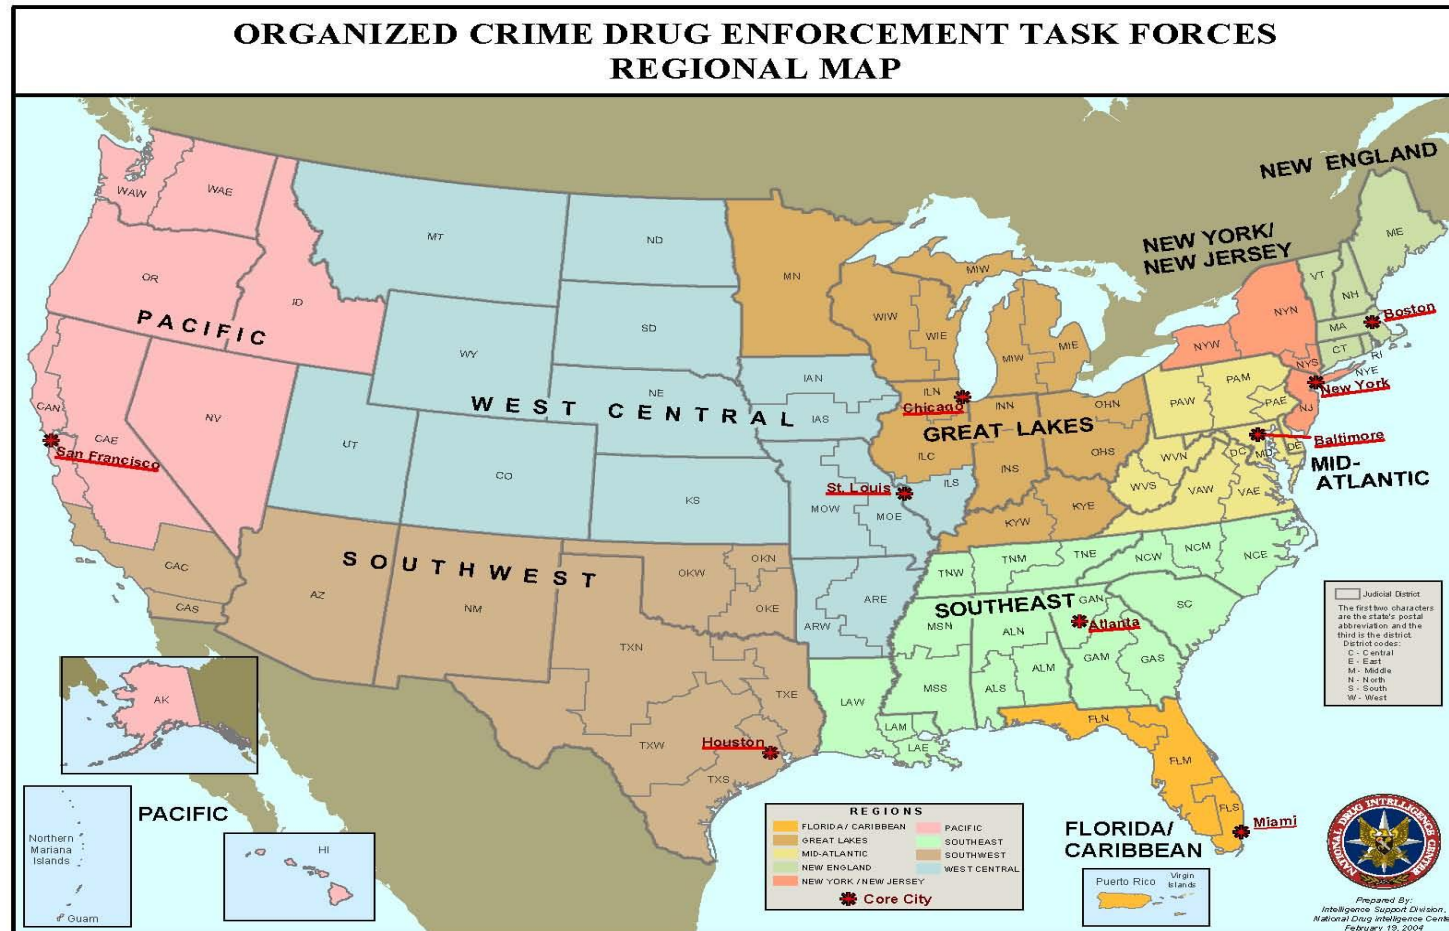 ORGANIZED CRIME DRUG ENFORCEMENT TASK FORCES
REGIONAL MAP
NEW ENGLAND
NEW YORK/
NEW JERSEY
PACIFIC
WEST CENTRAL
GREAT LAKES
MID-
ATLANTIC
SOUTHWEST
SOUTHEAST
FLORIDA/
CARIBBEAN
PACIFIC
WAW
WAE
OR
ID
MT
ND
SD
WY
NE
NV
UT
CO
KS
CAN
CAE
CAC
CAS
AZ
NM
MN
WIW
WIE
MIW
MIW
MIE
IAN
IAS
ILN
ILC
ILS
INN
INS
OHN
OHS
KYW
KYE
MOW
MOE
ARW
ARE
OKW
OKN
OKE
TXN
TXE
TXW
TXS
LAW
LAM
LAE
MSN
MSS
ALN
ALM
ALS
GAN
GAM
GAS
TNW
TNM
TNE
NCW
NCM
NCE
SC
FLN
FLM
FLS
WVN
WVS
VAW
VAE
DC
MD
DE
PAW
PAM
PAE
NJ
NYW
NYN
NYS
NYE
VT
NH
ME
MA
CT
RI
San Francisco
Chicago
St. Louis
Houston
Atlanta
Miami
Baltimore
New York
Boston
AK
HI
Northern
Mariana
Islands
Guam
Puerto Rico
Virgin
Islands
Judicial District
The first two characters
are the state's postal
abbreviation and the
third is the district.
District codes:
C - Central
E - East
M - Middle
N - North
S - South
W - West
REGIONS
FLORIDA / CARIBBEAN
GREAT LAKES
MID-ATLANTIC
NEW ENGLAND
NEW YORK / NEW JERSEY
PACIFIC
SOUTHEAST
SOUTHWEST
WEST CENTRAL
Core City
NATIONAL DRUG INTELLIGENCE CENTER
Prepared By:
Intelligence Support Division,
National Drug Intelligence Cente
February 19, 2004